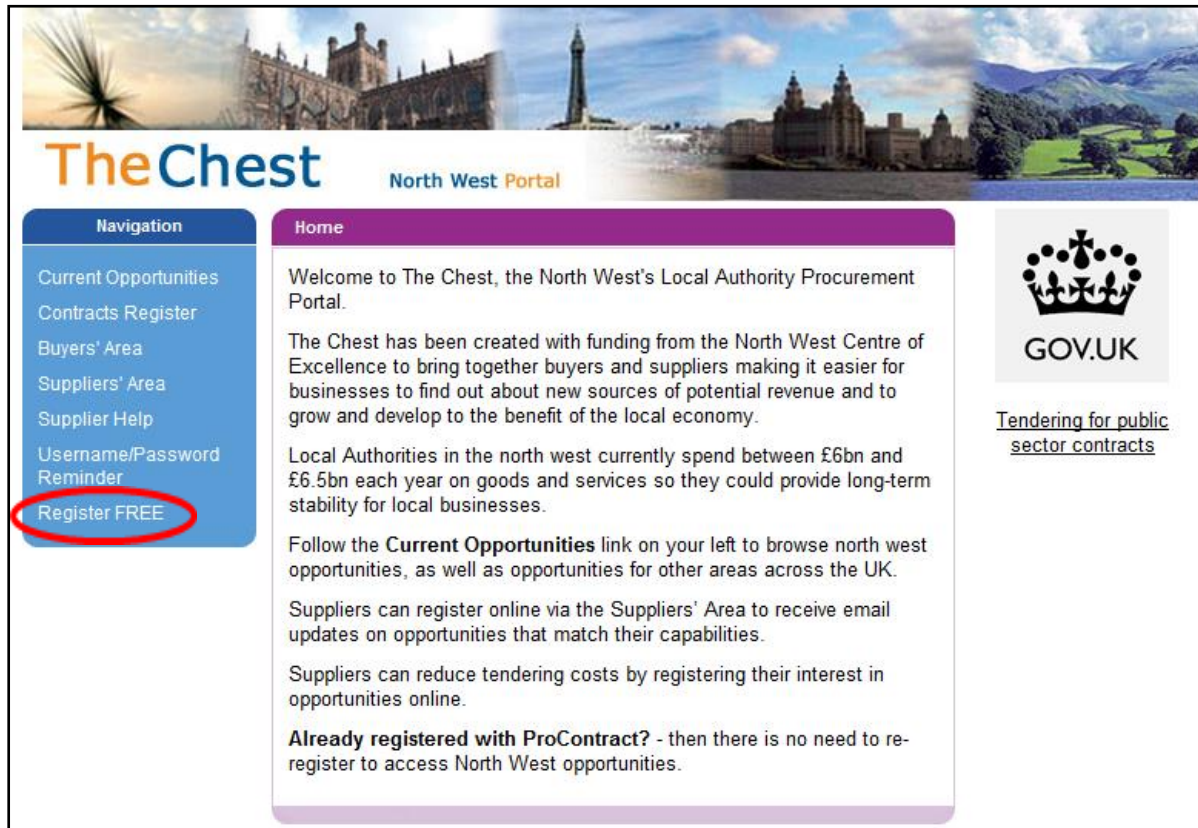 TheChest
North West Portal
Navigation
Current Opportunities
Contracts Register
Buyers' Area
Suppliers' Area
Supplier Help
Username/Password
Reminder
Register FREE
Home
Welcome to The Chest, the North West's Local Authority Procurement
Portal.
The Chest has been created with funding from the North West Centre of
Excellence to bring together buyers and suppliers making it easier for
businesses to find out about new sources of potential revenue and to
grow and develop to the benefit of the local economy.
Local Authorities in the north west currently spend between £6bn and
£6.5bn each year on goods and services so they could provide long-term
stability for local businesses.
Follow the Current Opportunities link on your left to browse north west
opportunities, as well as opportunities for other areas across the UK.
Suppliers can register online via the Suppliers' Area to receive email
updates on opportunities that match their capabilities.
Suppliers can reduce tendering costs by registering their interest in
opportunities online.
Already registered with ProContract? - then there is no need to re-
register to access North West opportunities.
GOV.UK
Tendering for public
sector contracts